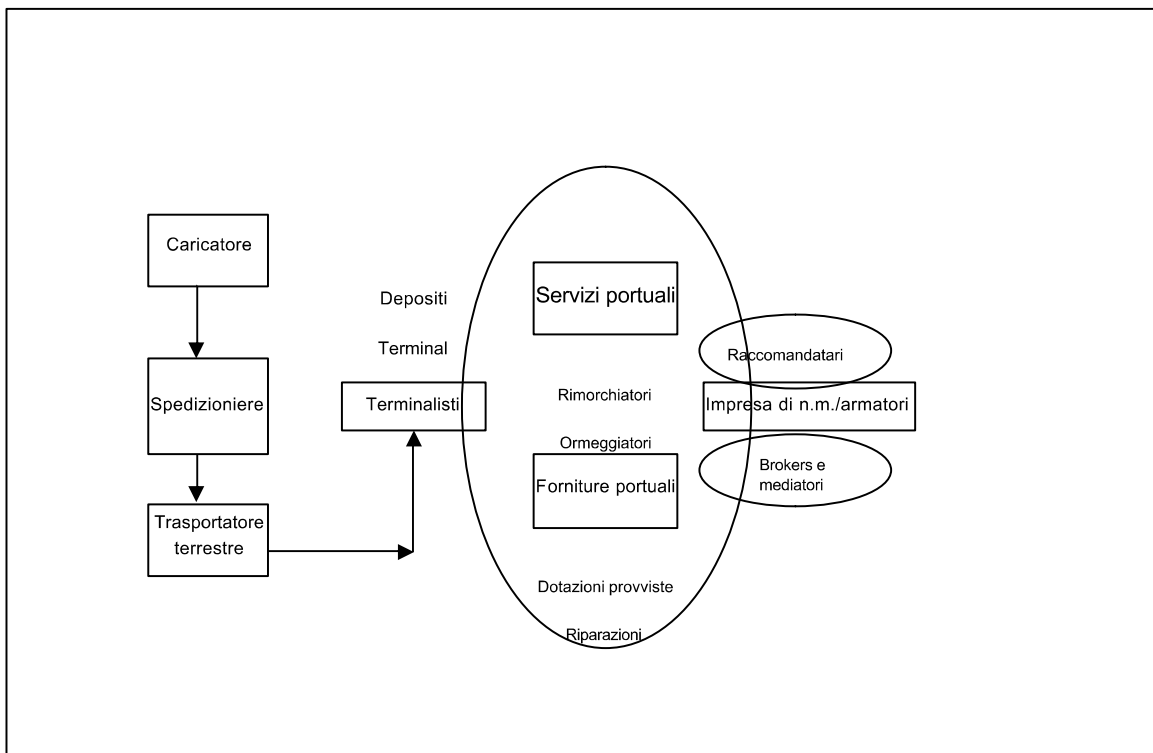 Caricatore
Spedizioniere
Trasportatore
terrestre
Depositi
Terminal
Terminalisti
Servizi portuali
Rimorchiatori
Ormeggiatori
Forniture portuali
Dotazioni provviste
Riparazioni
Raccomandatari
Impresa di n.m./armatori
Brokers e
mediatori